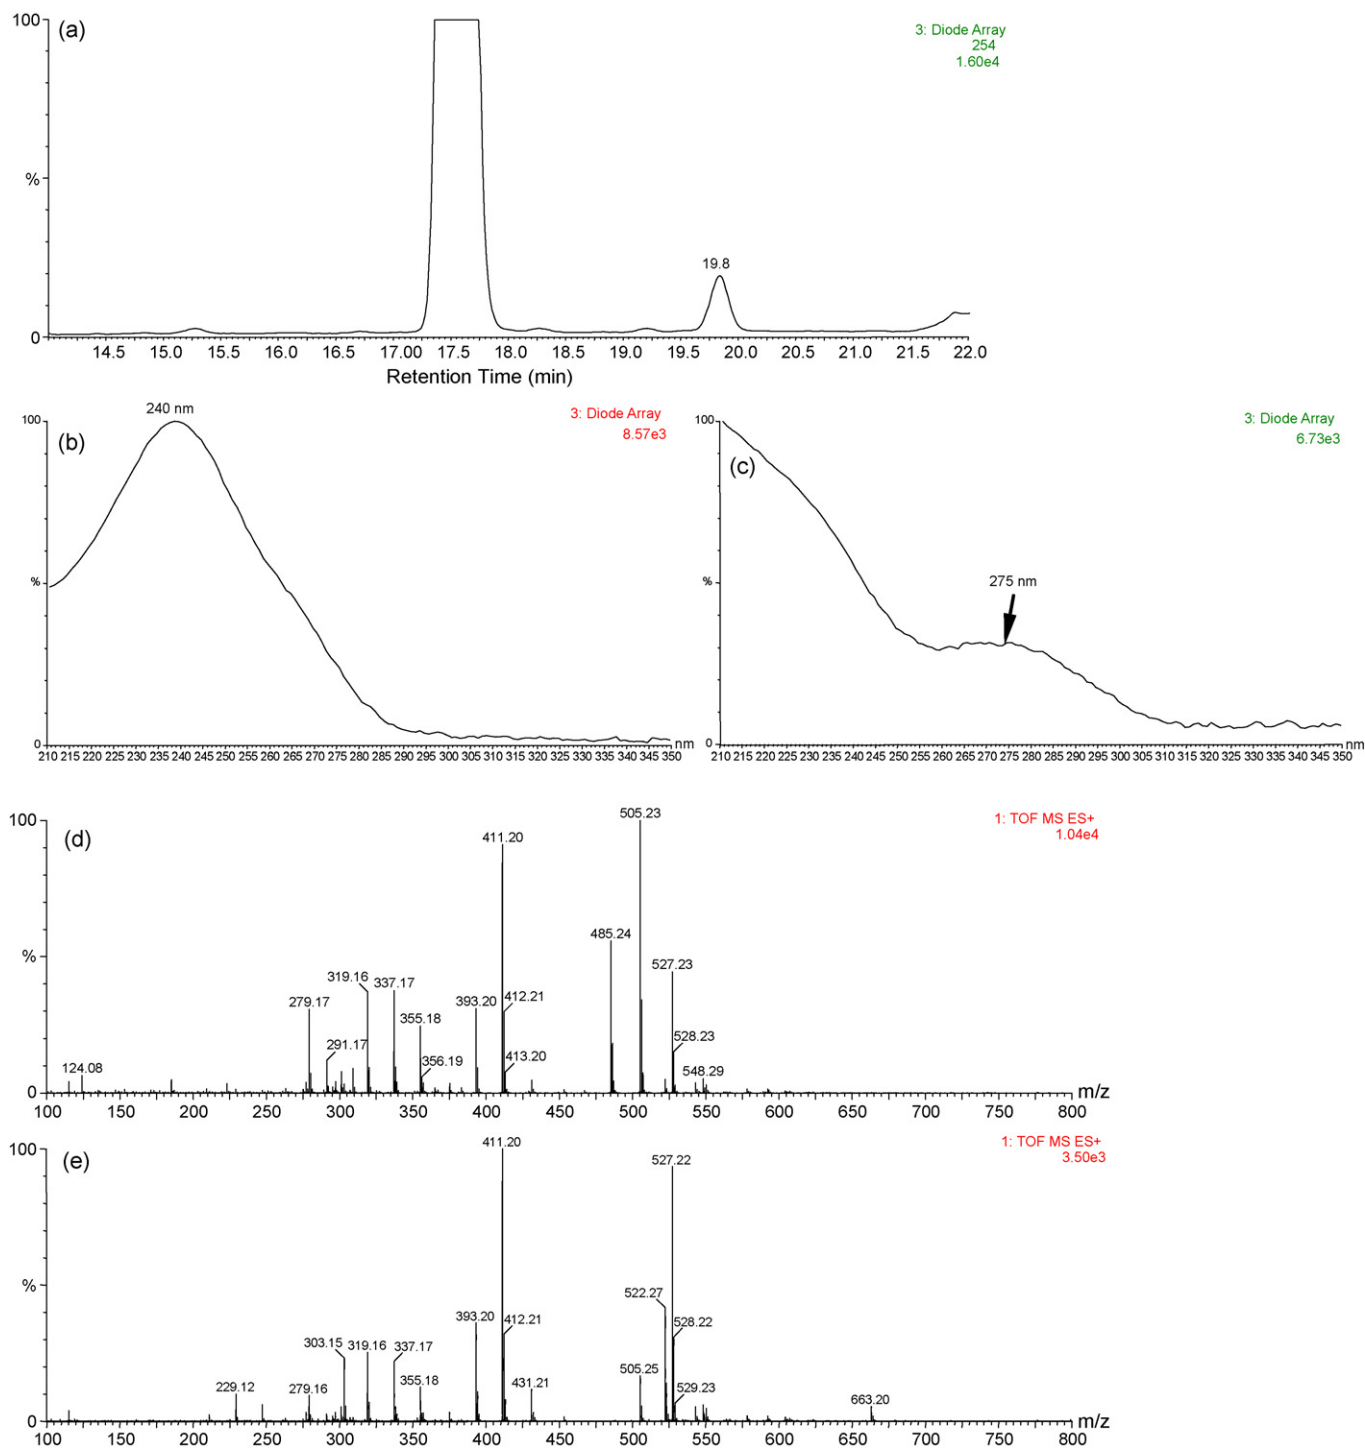 (a)
3: Diode Array
254
1.60e4
100
%
0
19.8
14.5 15.0 15.5 16.0 16.5 17.00 17.5 18.0 18.5 19.0 19.5 20.0 20.5 21.0 21.5 22.0
Retention Time (min)
(b)
240 nm
3: Diode Array
8.57e3
100
%
0
210 215 220 225 230 235 240 245 250 255 260 265 270 275 280 285 290 295 300 305 310 315 320 325 330 335 340 345 350 nm
(c)
3: Diode Array
6.73e3
100
%
0
275 nm
210 215 220 225 230 235 240 245 250 255 260 265 270 275 280 285 290 295 300 305 310 315 320 325 330 335 340 345 350 nm
(d)
1: TOF MS ES+
1.04e4
100
%
0
124.08
279.17
291.17
319.16
337.17
355.18
356.19
393.20
411.20
412.21
413.20
485.24
505.23
527.23
528.23
548.29
100 150 200 250 300 350 400 450 500 550 600 650 700 750 800 m/z
(e)
1: TOF MS ES+
3.50e3
100
%
0
229.12
279.16
303.15
319.16
337.17
355.18
393.20
411.20
412.21
431.21
505.25
522.27
527.22
528.22
529.23
663.20
100 150 200 250 300 350 400 450 500 550 600 650 700 750 800 m/z